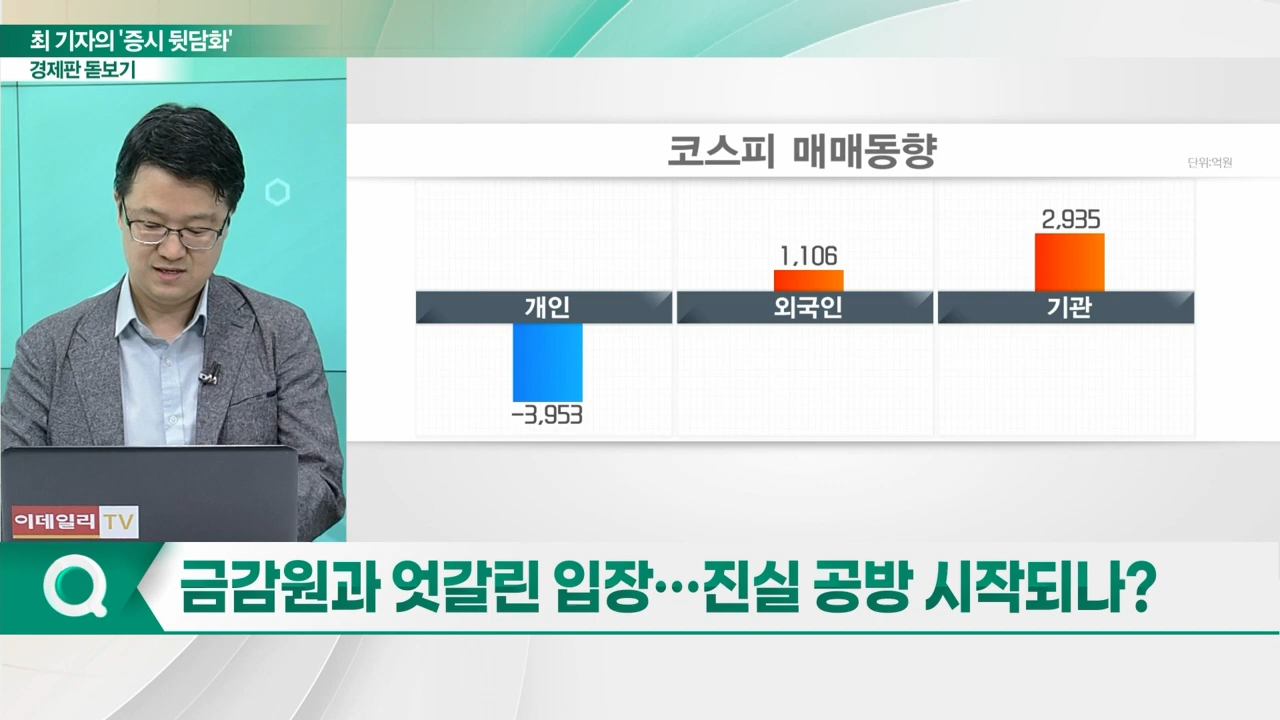 최 기자의 '증시 뒷담화'
경제판 돋보기
코스피 매매동향
단위:억원
개인
-3,953
외국인
1,106
기관
2,935
이데일리 TV
Q
금감원과 엇갈린 입장…진실 공방 시작되나?